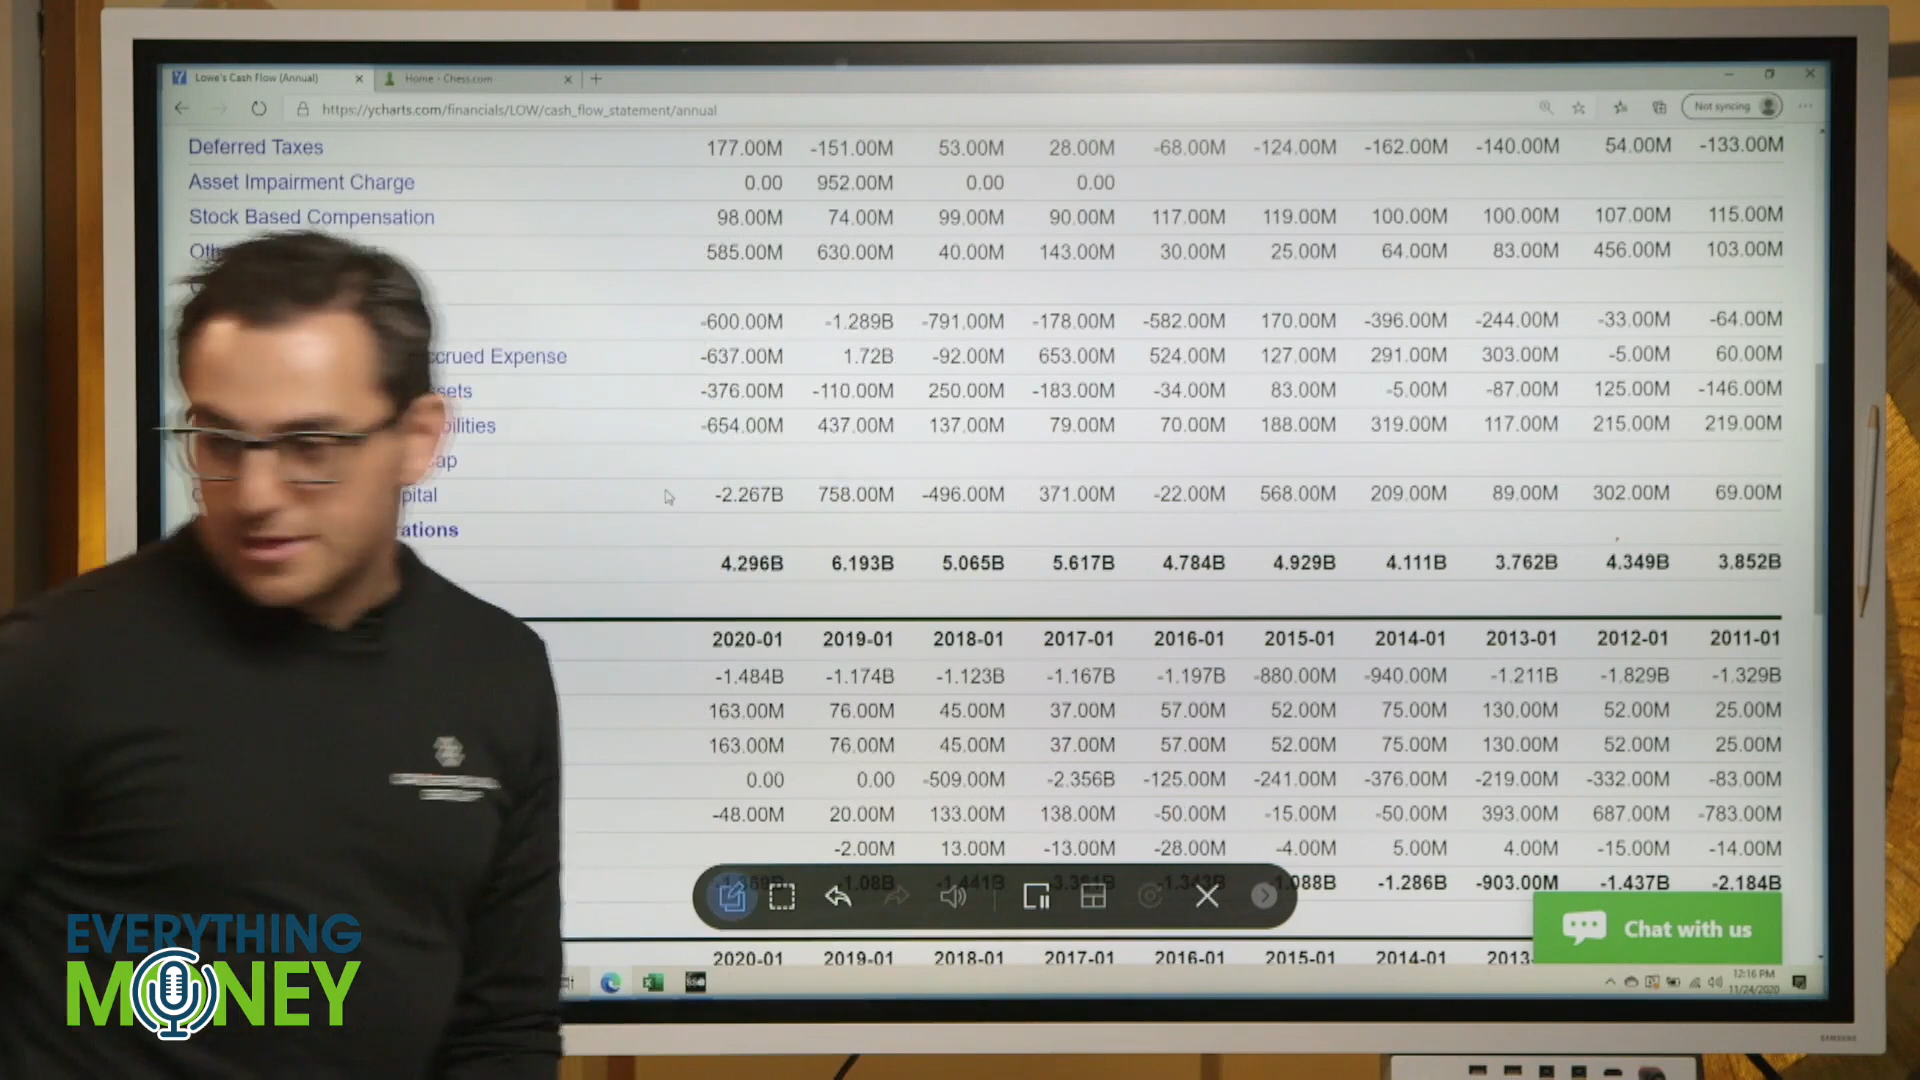 Lowe's Cash Flow (Annual)
Home - Chess.com
https://ycharts.com/financials/LOW/cash_flow_statement/annual
Not syncing
Deferred Taxes 177.00M -151.00M 53.00M 28.00M -68.00M -124.00M -162.00M -140.00M 54.00M -133.00M
Asset Impairment Charge 0.00 952.00M 0.00 0.00
Stock Based Compensation 98.00M 74.00M 99.00M 90.00M 117.00M 119.00M 100.00M 100.00M 107.00M 115.00M
Oth 585.00M 630.00M 40.00M 143.00M 30.00M 25.00M 64.00M 83.00M 456.00M 103.00M
-600.00M -1.289B -791.00M -178.00M -582.00M 170.00M -396.00M -244.00M -33.00M -64.00M
ccrued Expense -637.00M 1.72B -92.00M 653.00M 524.00M 127.00M 291.00M 303.00M -5.00M 60.00M
ssets -376.00M -110.00M 250.00M -183.00M -34.00M 83.00M -5.00M -87.00M 125.00M -146.00M
bilities -654.00M 437.00M 137.00M 79.00M 70.00M 188.00M 319.00M 117.00M 215.00M 219.00M
ap
pital -2.267B 758.00M -496.00M 371.00M -22.00M 568.00M 209.00M 89.00M 302.00M 69.00M
ations
4.296B 6.193B 5.065B 5.617B 4.784B 4.929B 4.111B 3.762B 4.349B 3.852B
2020-01 2019-01 2018-01 2017-01 2016-01 2015-01 2014-01 2013-01 2012-01 2011-01
-1.484B -1.174B -1.123B -1.167B -1.197B -880.00M -940.00M -1.211B -1.829B -1.329B
163.00M 76.00M 45.00M 37.00M 57.00M 52.00M 75.00M 130.00M 52.00M 25.00M
163.00M 76.00M 45.00M 37.00M 57.00M 52.00M 75.00M 130.00M 52.00M 25.00M
0.00 0.00 -509.00M -2.356B -125.00M -241.00M -376.00M -219.00M -332.00M -83.00M
-48.00M 20.00M 133.00M 138.00M -50.00M -15.00M -50.00M 393.00M 687.00M -783.00M
-2.00M 13.00M -13.00M -28.00M -4.00M 5.00M 4.00M -15.00M -14.00M
-1.08B -1.441B -3.361B -1.343B 088B -1.286B -903.00M -1.437B -2.184B
Chat with us
2020-01 2019-01 2018-01 2017-01 2016-01 2015-01 2014-01 2013-
12:16 PM
11/24/2020
SAMSUNG
EVERYTHING
MONEY